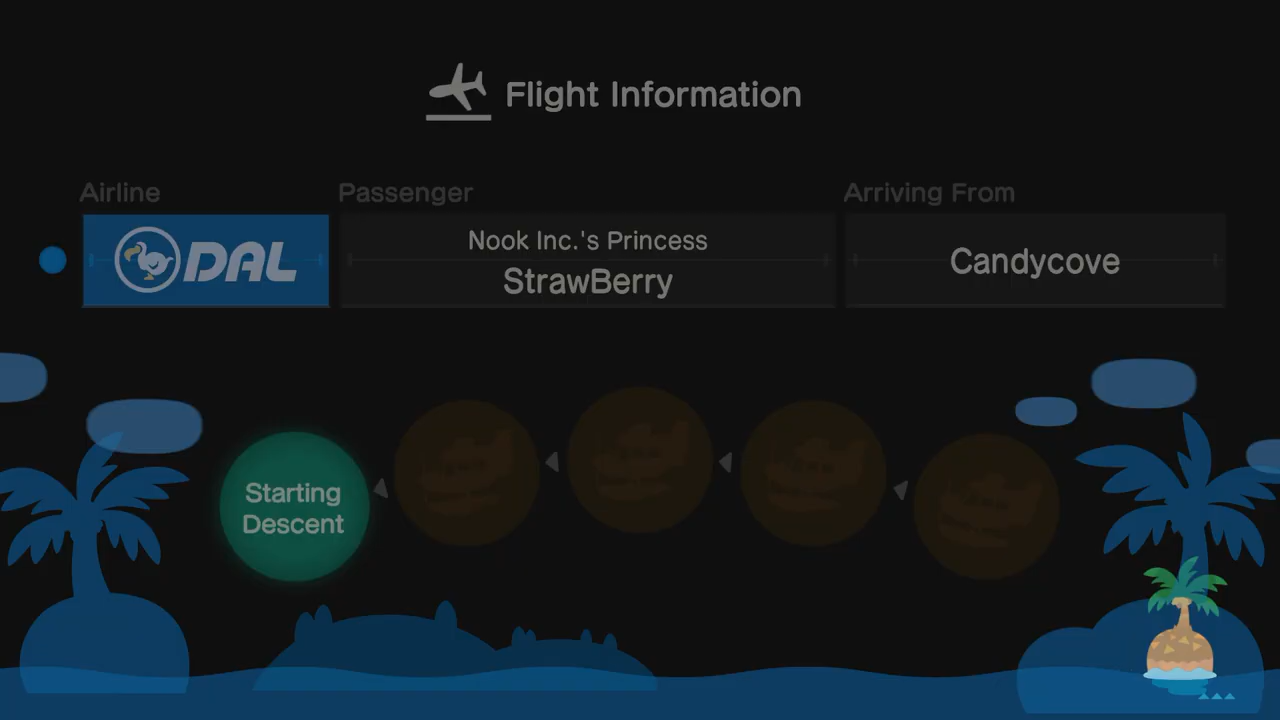 Flight Information
Airline
Passenger
Arriving From
DAL
Nook Inc.'s Princess
StrawBerry
Candycove
Starting
Descent